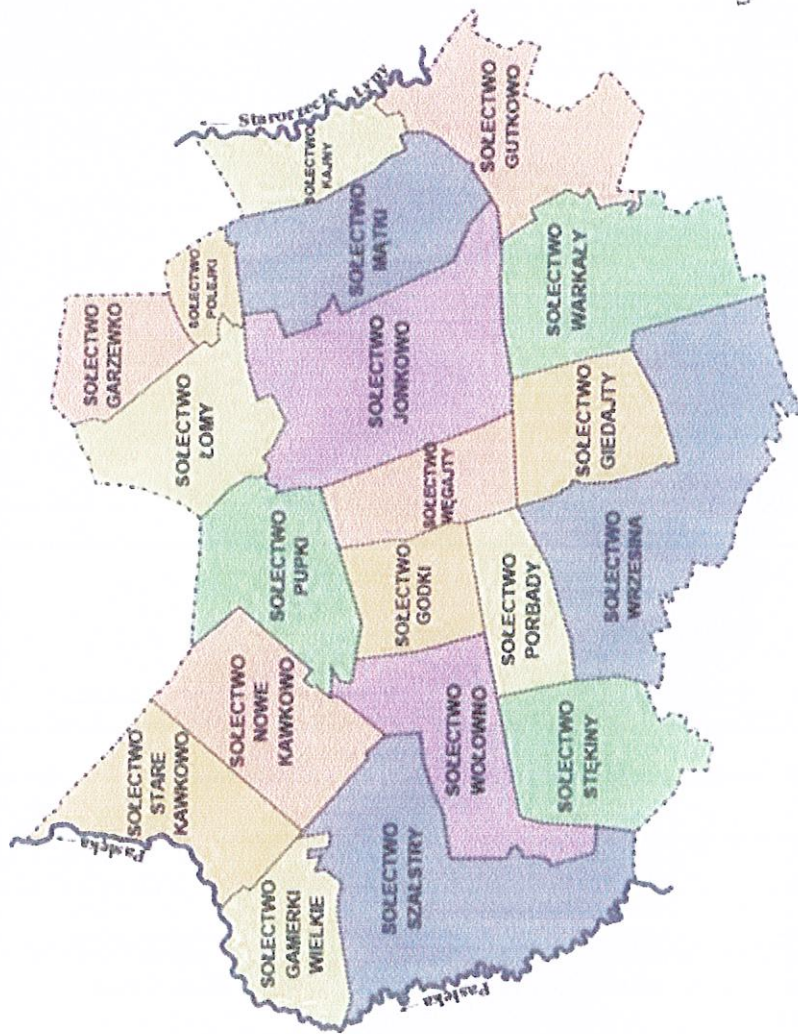 Pasłęka
SOŁECTWO
GARZEWKO
SOŁECTWO
STARE
KAWKOWO
SOŁECTWO
ŁOMY
SOŁECTWO
POLEJKI
SOŁECTWO
NOWE
KAWKOWO
SOŁECTWO
GAMERKI
WIELKIE
SOŁECTWO
PUPKI
Starorzecze Łyny
SOŁECTWO
KAJNY
SOŁECTWO
MĄTKI
SOŁECTWO
JONKOWO
SOŁECTWO
SZAŁSTRY
SOŁECTWO
GODKI
SOŁECTWO
WĘGAJTY
SOŁECTWO
WOŁOWNO
Pasłęka
SOŁECTWO
GUTKOWO
SOŁECTWO
PORBADY
SOŁECTWO
WARKAŁY
SOŁECTWO
STĘKINY
SOŁECTWO
GIEDAJTY
SOŁECTWO
WRZESINA